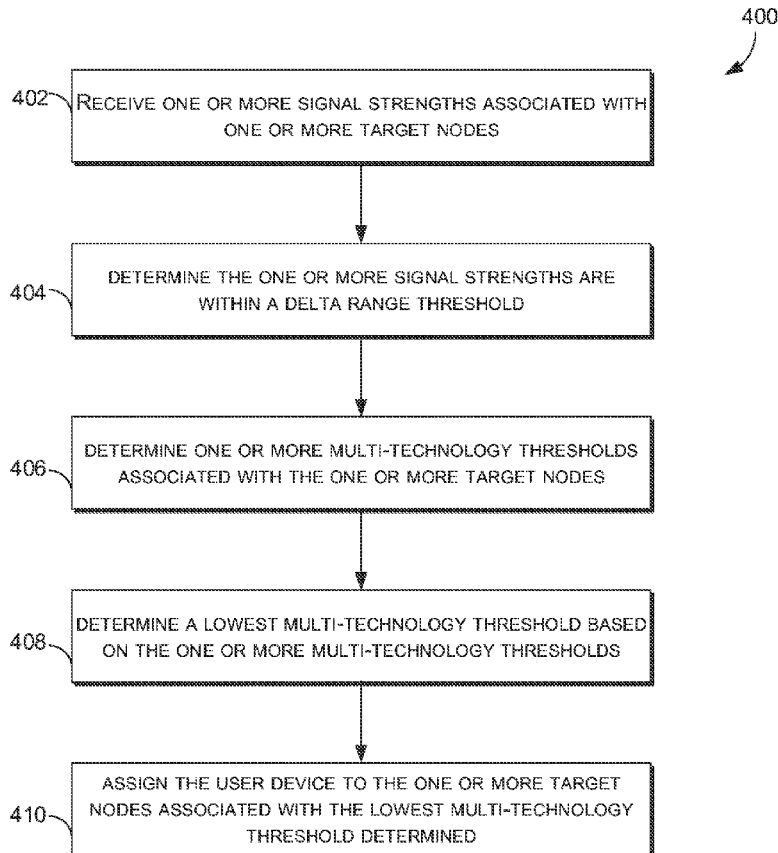 400
402
RECEIVE ONE OR MORE SIGNAL STRENGTHS ASSOCIATED WITH
ONE OR MORE TARGET NODES
404
DETERMINE THE ONE OR MORE SIGNAL STRENGTHS ARE
WITHIN A DELTA RANGE THRESHOLD
406
DETERMINE ONE OR MORE MULTI-TECHNOLOGY THRESHOLDS
ASSOCIATED WITH THE ONE OR MORE TARGET NODES
408
DETERMINE A LOWEST MULTI-TECHNOLOGY THRESHOLD BASED
ON THE ONE OR MORE MULTI-TECHNOLOGY THRESHOLDS.
410
ASSIGN THE USER DEVICE TO THE ONE OR MORE TARGET
NODES ASSOCIATED WITH THE LOWEST MULTI-TECHNOLOGY
THRESHOLD DETERMINED